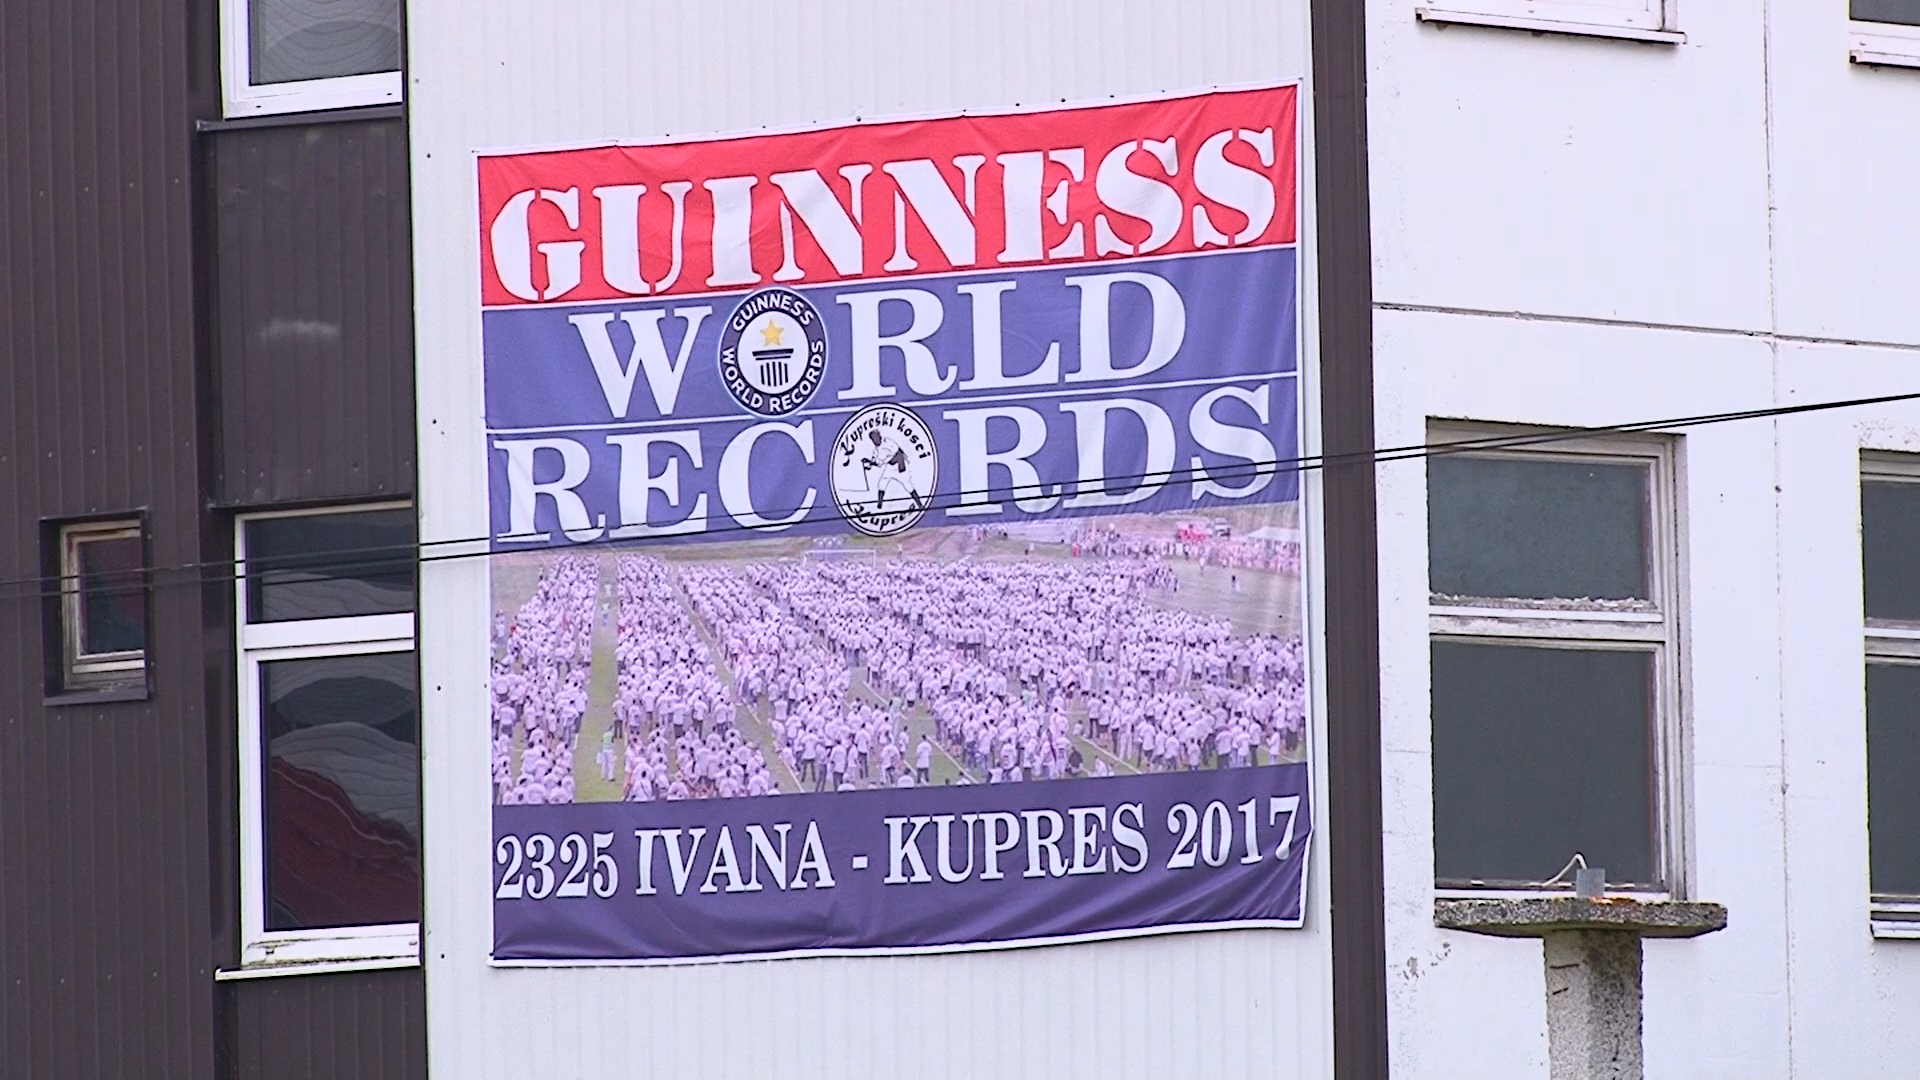 GUINNESS
WORLD
GUINNESS
WORLD RECORDS
RECORDS
Kupreški kosci
Kupres
2325 IVANA - KUPRES 2017